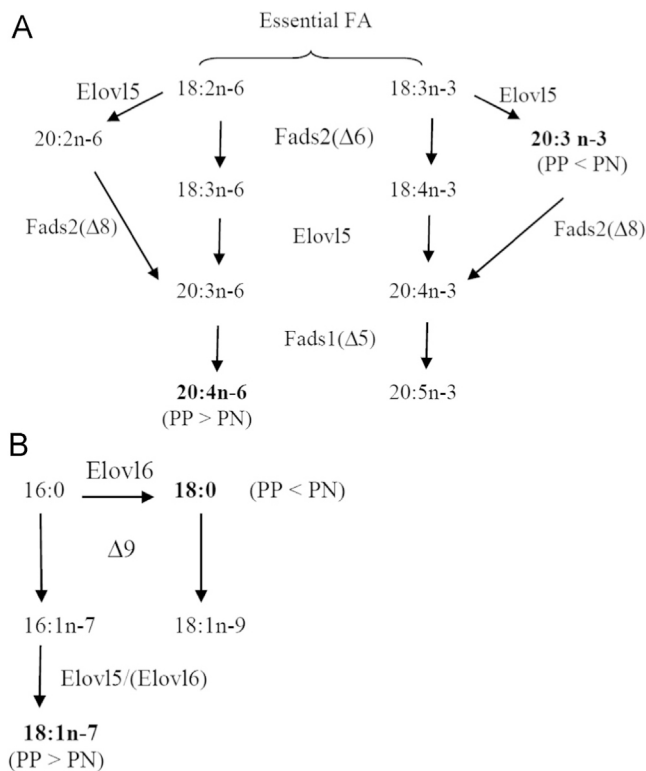 A
Essential FA
Elovl5 18:2n-6 18:3n-3 Elovl5
20:2n-6 Fads2(Δ6) 20:3 n-3
(PP < PN)
18:3n-6 18:4n-3
Fads2(Δ8) Elovl5 Fads2(Δ8)
20:3n-6 20:4n-3
Fads1(Δ5)
20:4n-6 20:5n-3
(PP > PN)
B
Elovl6
16:0 18:0 (PP < PN)
Δ9
16:1n-7 18:1n-9
Elovl5/(Elovl6)
18:1n-7
(PP > PN)